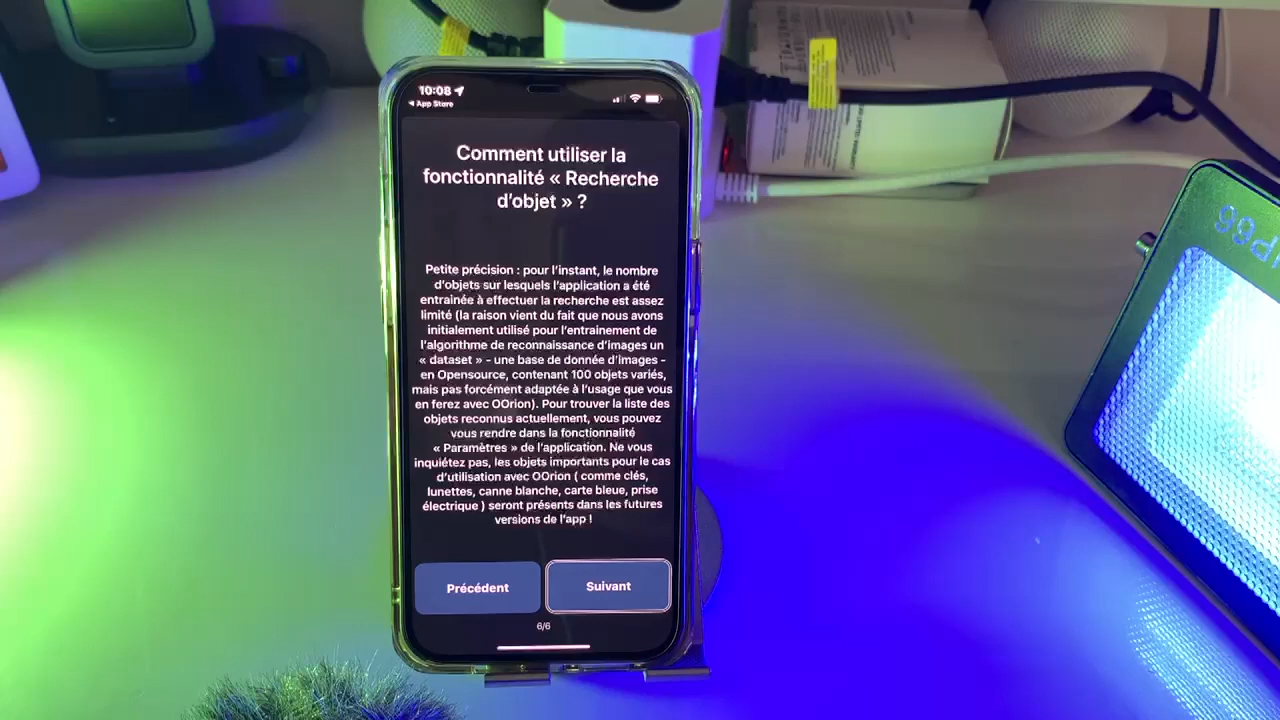 10:08
◀ App Store
Comment utiliser la
fonctionnalité « Recherche
d'objet » ?
Petite précision : pour l'instant, le nombre
d'objets sur lesquels l'application a été
entrainée à effectuer la recherche est assez
limité (la raison vient du fait que nous avons
initialement utilisé pour l'entrainement de
l'algorithme de reconnaissance d'images un
« dataset » - une base de donnée d'images -
en Opensource, contenant 100 objets variés,
mais pas forcément adaptée à l'usage que vous
en ferez avec OOrion). Pour trouver la liste des
objets reconnus actuellement, vous pouvez
vous rendre dans la fonctionnalité
« Paramètres » de l'application. Ne vous
inquiétez pas, les objets importants pour le cas
d'utilisation avec OOrion ( comme clés,
lunettes, canne blanche, carte bleue, prise
électrique ) seront présents dans les futures
versions de l'app !
Précédent
Suivant
6/6
IP66